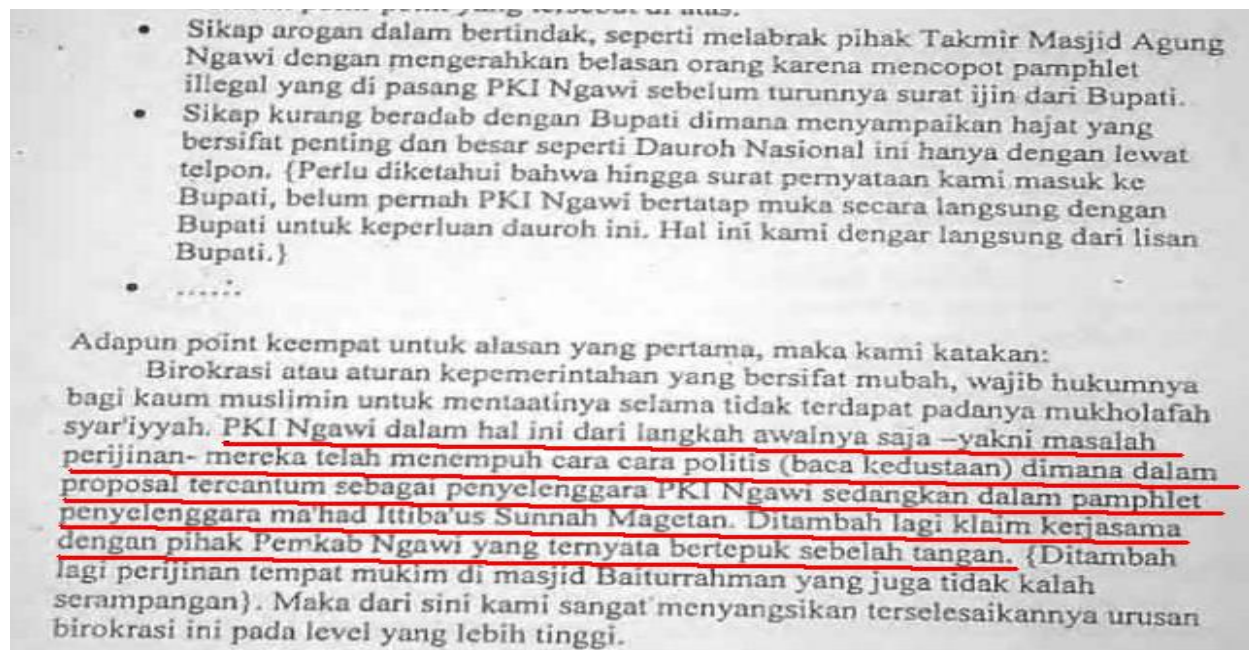 • Sikap arogan dalam bertindak, seperti melabrak pihak Takmir Masjid Agung
Ngawi dengan mengerahkan belasan orang karena mencopot pamphlet
illegal yang di pasang PKI Ngawi sebelum turunnya surat ijin dari Bupati.
• Sikap kurang beradab dengan Bupati dimana menyampaikan hajat yang
bersifat penting dan besar seperti Dauroh Nasional ini hanya dengan lewat
telpon. {Perlu diketahui bahwa hingga surat pernyataan kami masuk ke
Bupati, belum pernah PKI Ngawi bertatap muka secara langsung dengan
Bupati untuk keperluan dauroh ini. Hal ini kami dengar langsung dari lisan
Bupati.}
• ......
Adapun point keempat untuk alasan yang pertama, maka kami katakan:
Birokrasi atau aturan kepemerintahan yang bersifat mubah, wajib hukumnya
bagi kaum muslimin untuk mentaatinya selama tidak terdapat padanya mukholafah
syar'iyyah. PKI Ngawi dalam hal ini dari langkah awalnya saja –yakni masalah
perijinan- mereka telah menempuh cara cara politis (baca kedustaan) dimana dalam
proposal tercantum sebagai penyelenggara PKI Ngawi sedangkan dalam pamphlet
penyelenggara ma'had Ittiba'us Sunnah Magetan. Ditambah lagi klaim kerjasama
dengan pihak Pemkab Ngawi yang ternyata bertepuk sebelah tangan. {Ditambah
lagi perijinan tempat mukim di masjid Baiturrahman yang juga tidak kalah
serampangan}. Maka dari sini kami sangat menyangsikan terselesaikannya urusan
birokrasi ini pada level yang lebih tinggi.